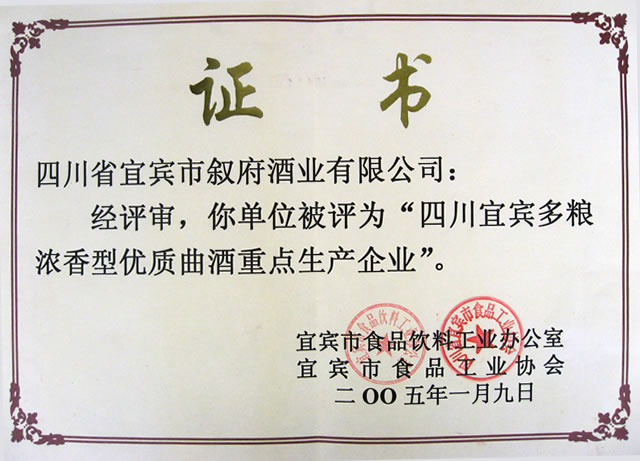 证书
四川省宜宾市叙府酒业有限公司：
经评审，你单位被评为“四川宜宾多粮
浓香型优质曲酒重点生产企业”。
宜宾市食品饮料工业办公室
宜宾市食品工业协会
二OO五年一月九日